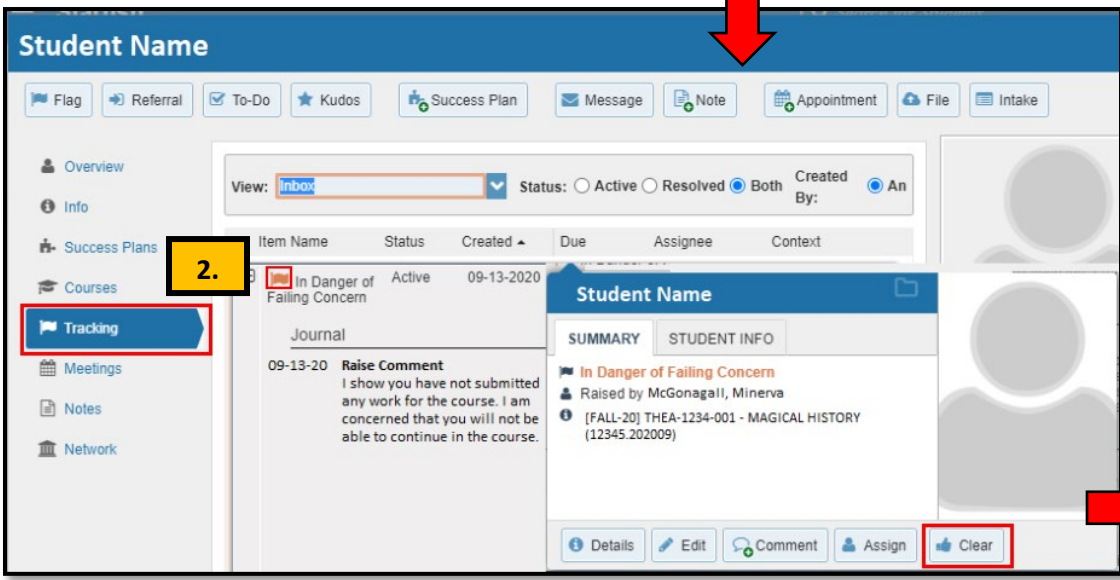 Student Name
Flag Referral To-Do Kudos Success Plan Message Note Appointment File Intake
Overview
Info
Success Plans
Courses
Tracking
Meetings
Notes
Network
2.
View: Inbox Status: Active Resolved Both Created By: An
Item Name Status Created Due Assignee Context
In Danger of Active 09-13-2020
Failing Concern
Journal
09-13-20 Raise Comment
I show you have not submitted
any work for the course. I am
concerned that you will not be
able to continue in the course.
Student Name
SUMMARY STUDENT INFO
In Danger of Failing Concern
Raised by McGonagall, Minerva
[FALL-20] THEA-1234-001 - MAGICAL HISTORY
(12345.202009)
Details Edit Comment Assign Clear